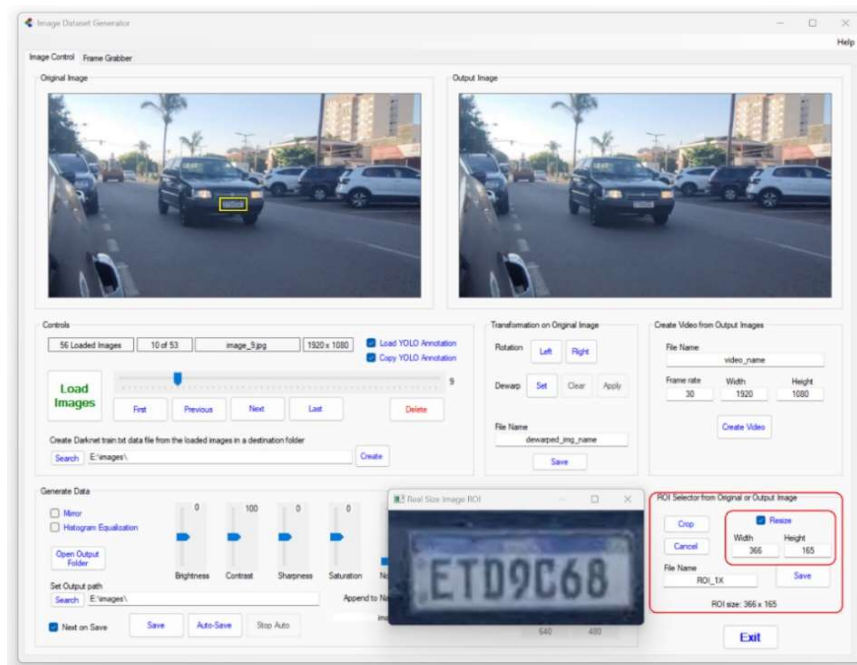 Image Dataset Generator
Help
Image Control Frame Grabber
Original Image
Output Image
Controls
56 Loaded Images 10 of 53 image_9.jpg 1920 x 1080
Load YOLO Annotation
Copy YOLO Annotation
Load Images
9
First Previous Next Last Delete
Create Darknet train.txt data file from the loaded images in a destination folder
Search E:\images\ Create
Transformation on Original Image
Rotation Left Right
Dewarp Set Clear Apply
File Name
dewarped_img_name
Save
Create Video from Output Images
File Name
video_name
Frame rate Width Height
30 1920 1080
Create Video
Generate Data
Mirror
Histogram Equalization
Open Output Folder
0 100 0 0
Brightness Contrast Sharpness Saturation
Set Output path
Search E:\images\
Append to
Next on Save Save Auto-Save Stop Auto
640 480
Real Size Image ROI
ETD9C68
ROI Selector from Original or Output Image
Crop
Resize
Cancel
Width Height
366 165
File Name
ROI_1X
Save
ROI size: 366 x 165
Exit